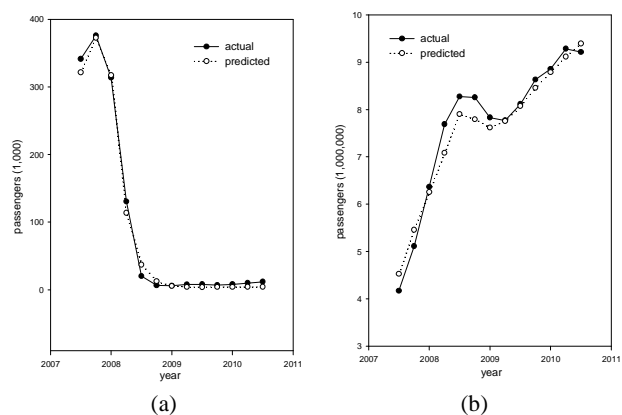 400
300
200
100
0
passengers (1,000)
actual
predicted
2007 2008 2009 2010 2011
year
(a)
10
9
8
7
6
5
4
3
passengers (1,000,000)
actual
predicted
2007 2008 2009 2010 2011
year
(b)